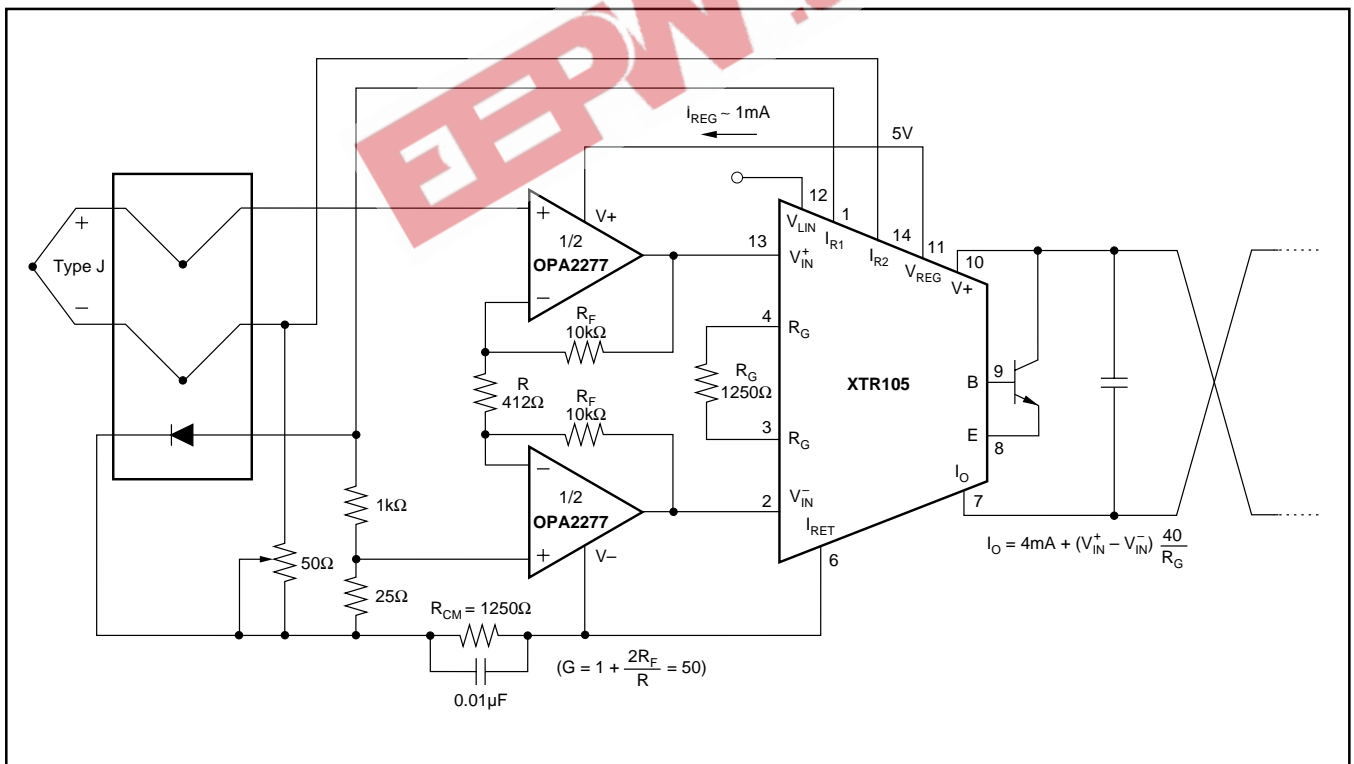 EEPW
I_REG ~ 1mA
5V
Type J
+
−
+
−
1/2
OPA2277
V+
R_F
10kΩ
R
412Ω
R_F
10kΩ
−
+
1/2
OPA2277
V−
12
V_LIN
1
I_R1
14
I_R2
11
V_REG
10
V+
13
V_IN^+
4
R_G
R_G
1250Ω
3
R_G
XTR105
2
V_IN^−
B
9
E
8
I_O
7
I_RET
6
1kΩ
50Ω
25Ω
R_CM = 1250Ω
0.01µF
(G = 1 + 2R_F/R = 50)
I_O = 4mA + (V_IN^+ − V_IN^−) 40/R_G